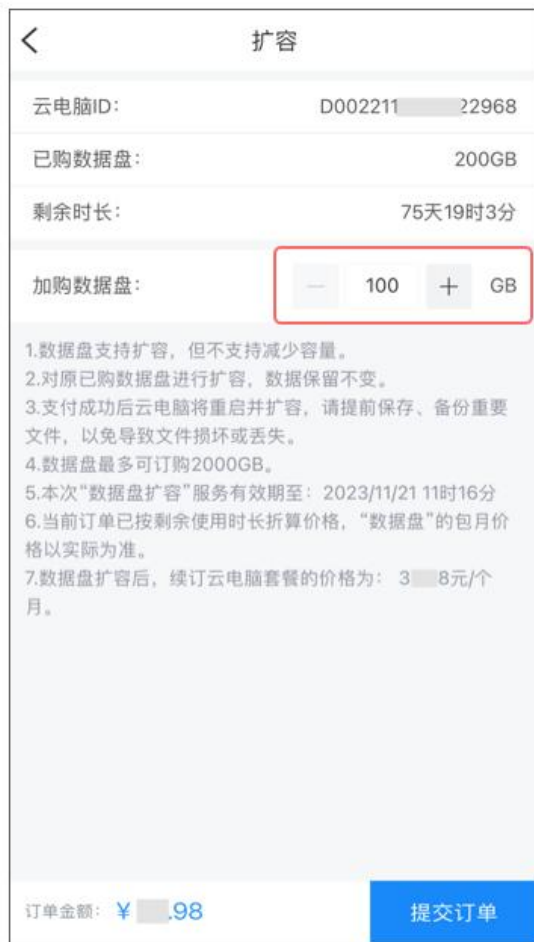 扩容
云电脑ID: D002211 22968
已购数据盘: 200GB
剩余时长: 75天19时3分
加购数据盘: — 100 + GB
1.数据盘支持扩容，但不支持减少容量。
2.对原已购数据盘进行扩容，数据保留不变。
3.支付成功后云电脑将重启并扩容，请提前保存、备份重要
文件，以免导致文件损坏或丢失。
4.数据盘最多可订购2000GB。
5.本次“数据盘扩容”服务有效期至：2023/11/21 11时16分
6.当前订单已按剩余使用时长折算价格，“数据盘”的包月价
格以实际为准。
7.数据盘扩容后，续订云电脑套餐的价格为： 3 8元/个
月。
订单金额: ¥ .98 提交订单